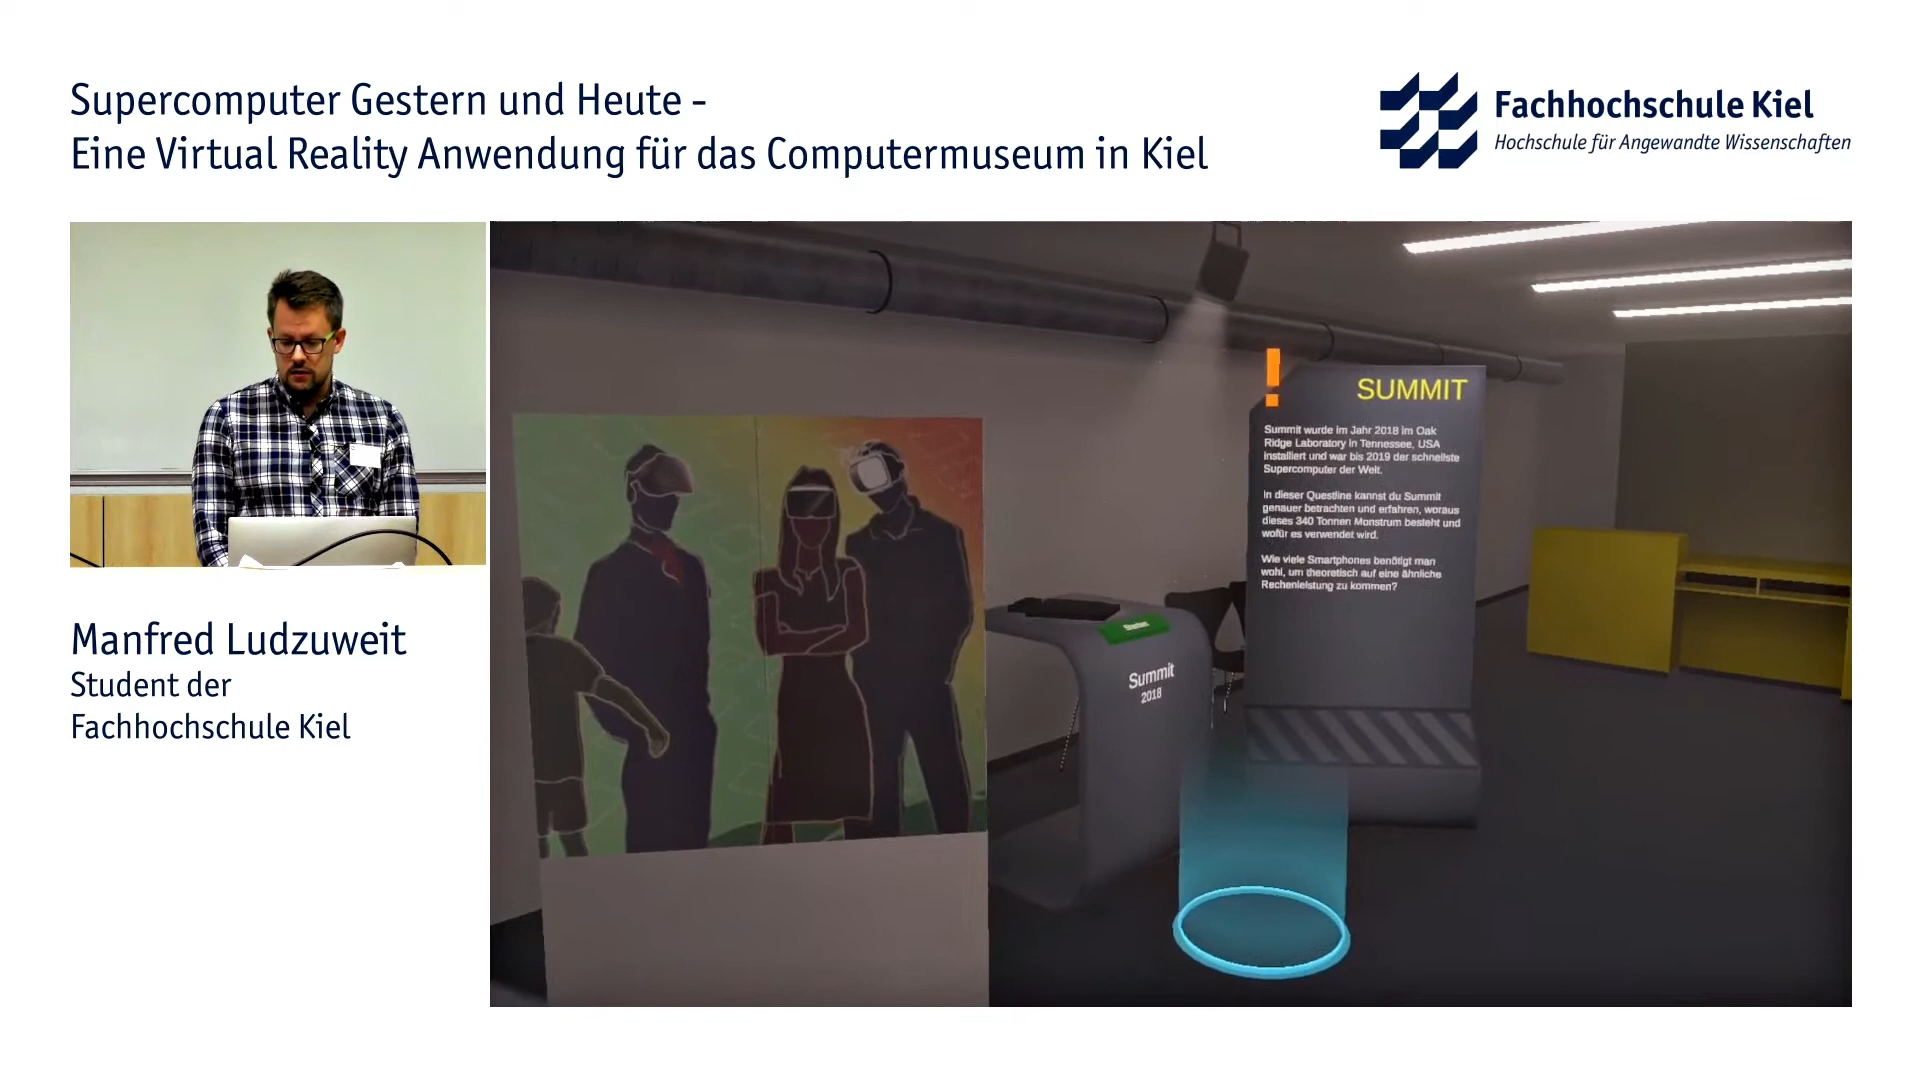 Supercomputer Gestern und Heute -
Eine Virtual Reality Anwendung für das Computermuseum in Kiel
Fachhochschule Kiel
Hochschule für Angewandte Wissenschaften
SUMMIT
Summit wurde im Jahr 2018 im Oak
Ridge Laboratory in Tennessee, USA
installiert und war bis 2019 der schnellste
Supercomputer der Welt.
In dieser Questline kannst du Summit
genauer betrachten und erfahren, woraus
dieses 340 Tonnen Monstrum besteht und
wofür es verwendet wird.
Wie viele Smartphones benötigt man
wohl, um theoretisch auf eine ähnliche
Rechenleistung zu kommen?
Summit
2018
Manfred Ludzuweit
Student der
Fachhochschule Kiel